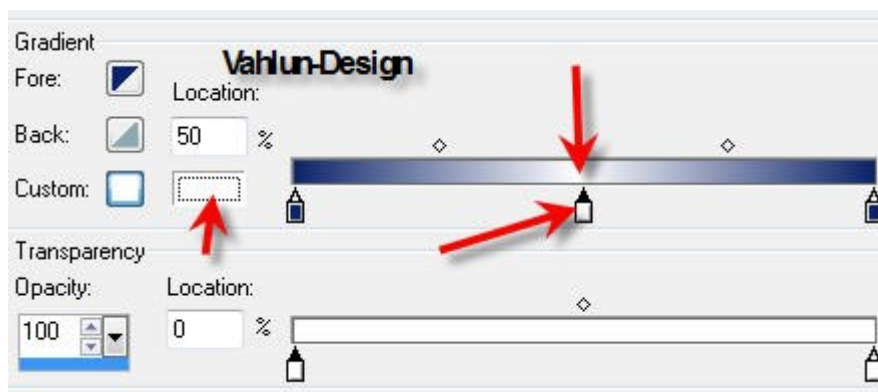 Gradient
Vahlun-Design
Fore:
Location:
Back:
50 %
Custom:
Transparency
Opacity:
Location:
100
0 %